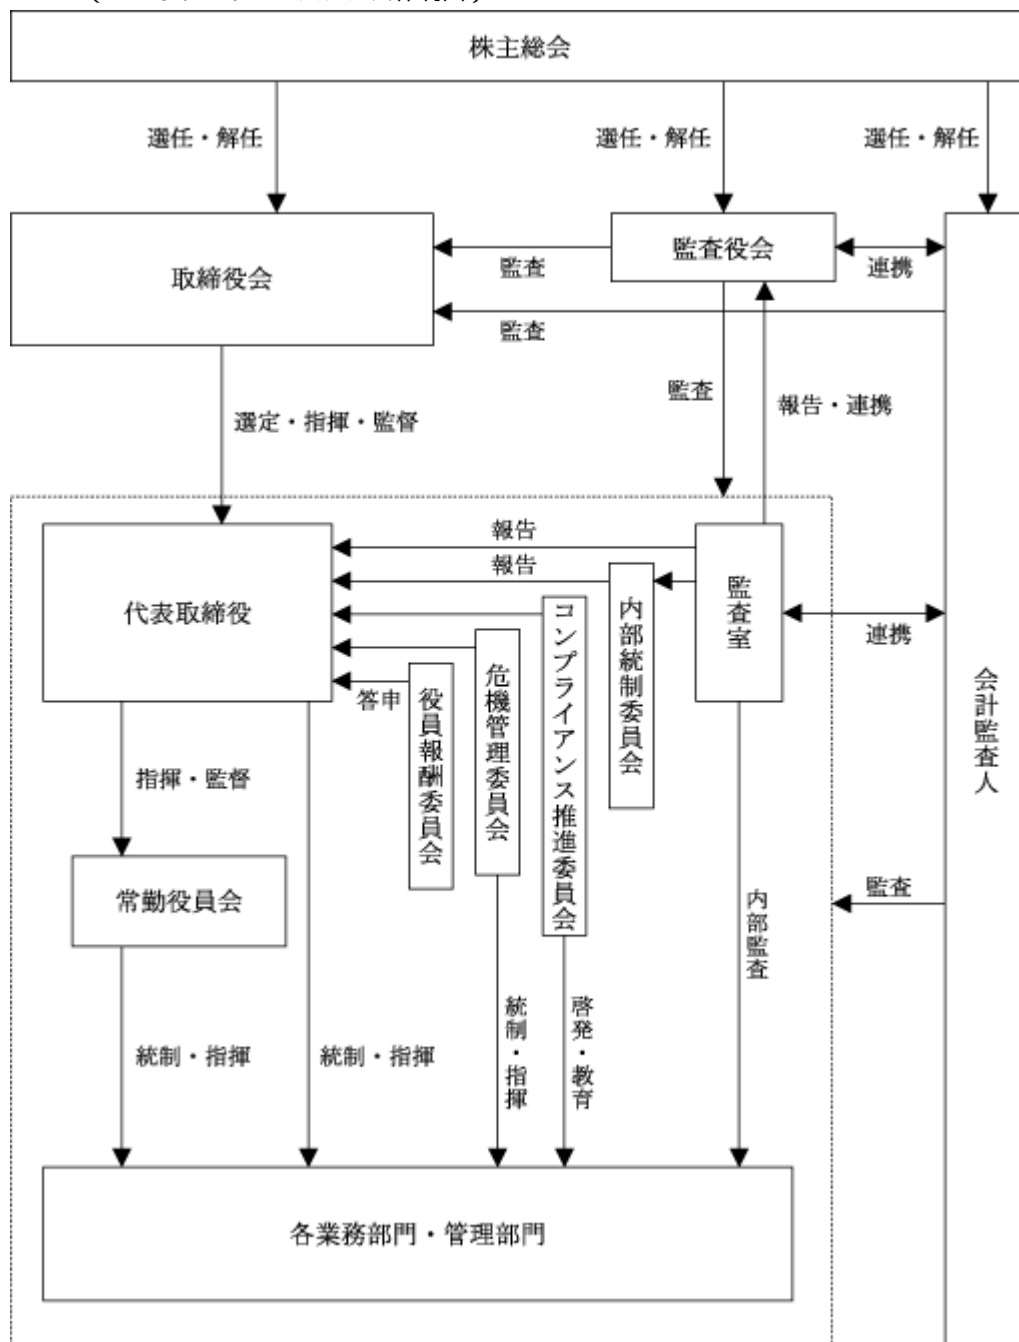 株主総会
選任・解任
選任・解任
選任・解任
取締役会
監査役会
監査
連携
監査
選定・指揮・監督
監査
報告・連携
代表取締役
報告
報告
答申
役員報酬委員会
危機管理委員会
コンプライアンス推進委員会
内部統制委員会
監査室
連携
会計監査人
指揮・監督
常勤役員会
監査
内部監査
統制・指揮
統制・指揮
統制・指揮
啓発・教育
各業務部門・管理部門